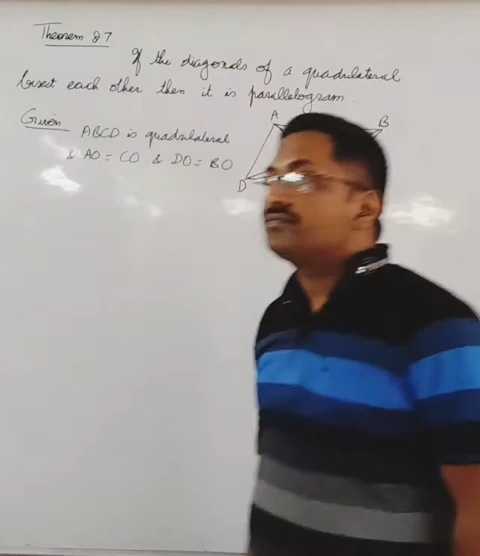 Theorem 8.7
If the diagonals of a quadrilateral
bisect each other then it is parallelogram.
Given ABCD is quadrilateral
& AO = CO & DO = BO
A
B
D